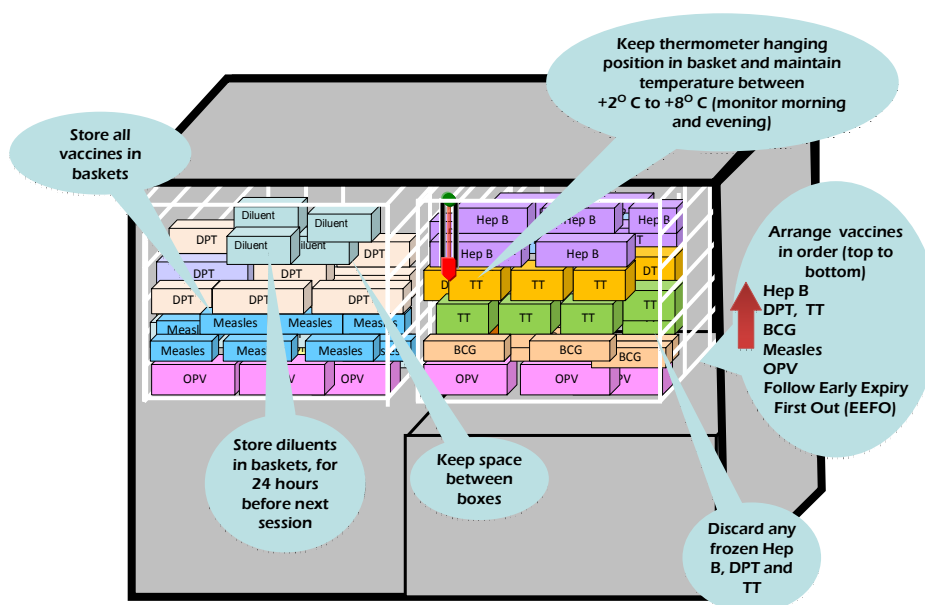 Keep thermometer hanging
position in basket and maintain
temperature between
+2⁰ C to +8⁰ C (monitor morning
and evening)
Store all
vaccines in
baskets
Arrange vaccines
in order (top to
bottom)
Hep B
DPT, TT
BCG
Measles
OPV
Follow Early Expiry
First Out (EEFO)
Diluent
Diluent
Diluent
DPT
DPT
DPT
DPT
DPT
DPT
Measles
Measles
Measles
Measles
Measles
Measles
OPV
OPV
OPV
Hep B
Hep B
Hep B
Hep B
Hep B
TT
TT
TT
TT
TT
TT
TT
BCG
BCG
BCG
OPV
OPV
Store diluents
in baskets, for
24 hours
before next
session
Keep space
between
boxes
Discard any
frozen Hep
B, DPT and
TT